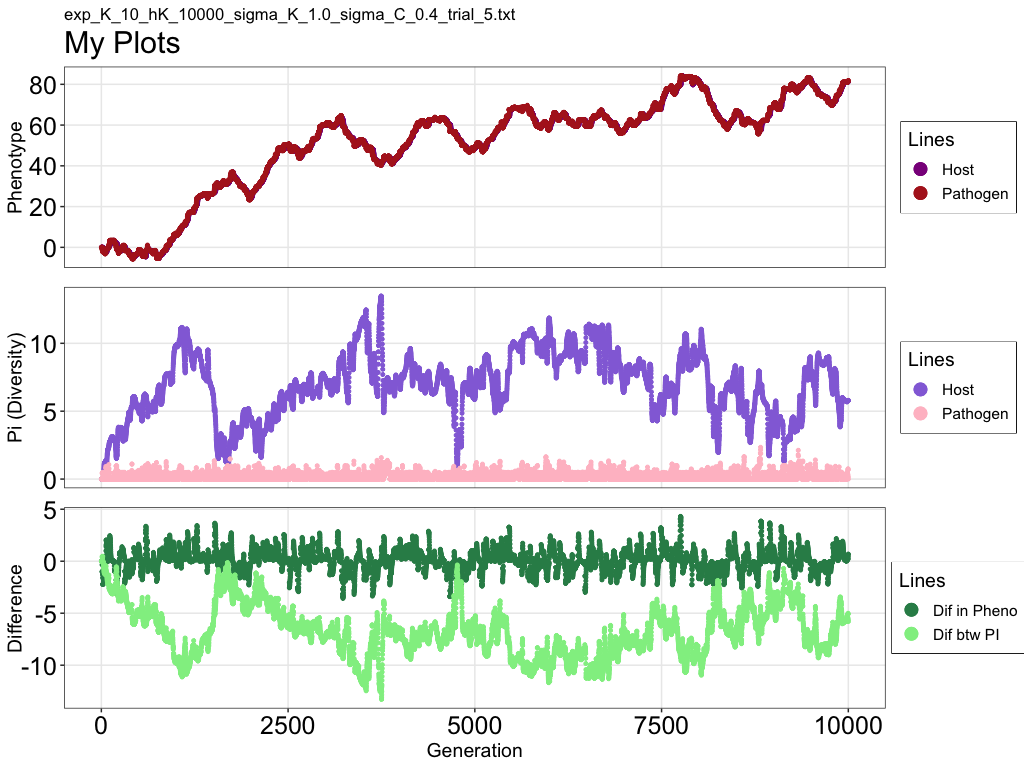 exp_K_10_hK_10000_sigma_K_1.0_sigma_C_0.4_trial_5.txt
My Plots
Phenotype
80
60
40
20
0
Lines
Host
Pathogen
Pi (Diversity)
10
5
0
Lines
Host
Pathogen
Difference
5
0
-5
-10
Lines
Dif in Pheno
Dif btw PI
0 2500 5000 7500 10000
Generation